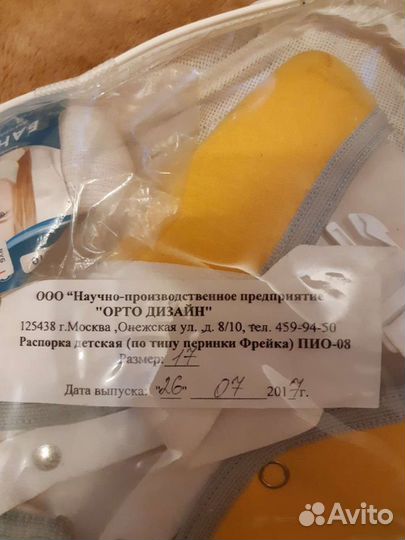 БАН
ООО "Научно-производственное предприятие
"ОРТО ДИЗАЙН"
125438 г.Москва ,Онежская ул. ,д. 8/10, тел. 459-94-50
Распорка детская (по типу перинки Фрейка) ПИО-08
Размер: 17
Дата выпуска: "26" 07 2017г.
Avito